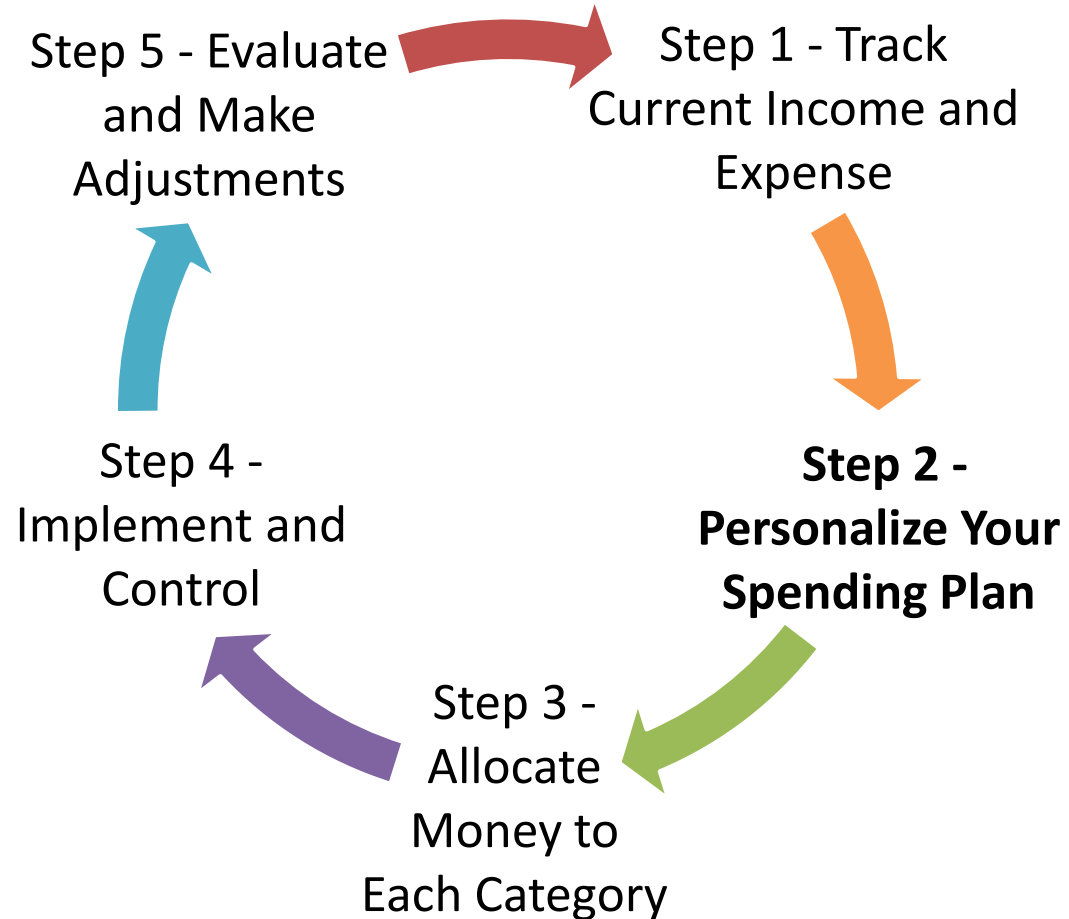 Step 1 - Track
Current Income and
Expense
Step 2 -
Personalize Your
Spending Plan
Step 3 -
Allocate
Money to
Each Category
Step 4 -
Implement and
Control
Step 5 - Evaluate
and Make
Adjustments